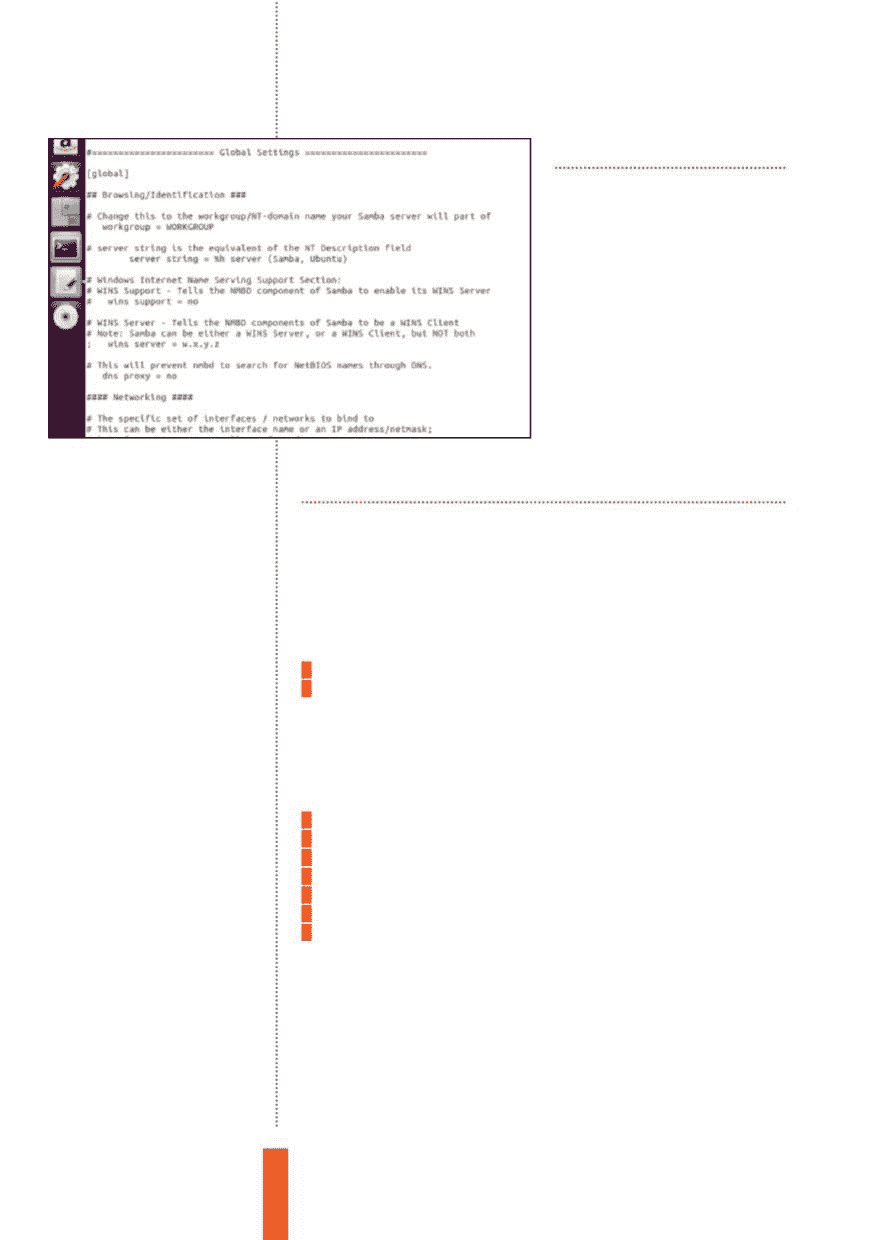 #======================= Global Settings =======================
[global]
## Browsing/Identification ###
# Change this to the workgroup/NT-domain name your Samba server will part of
workgroup = WORKGROUP
# server string is the equivalent of the NT Description field
server string = %h server (Samba, Ubuntu)
# Windows Internet Name Serving Support Section:
# WINS Support - Tells the NMBD component of Samba to enable its WINS Server
#   wins support = no
# WINS Server - Tells the NMBD components of Samba to be a WINS Client
# Note: Samba can be either a WINS Server, or a WINS Client, but NOT both
;   wins server = w.x.y.z
# This will prevent nmbd to search for NetBIOS names through DNS.
dns proxy = no
#### Networking ####
# The specific set of interfaces / networks to bind to
# This can be either the interface name or an IP address/netmask;